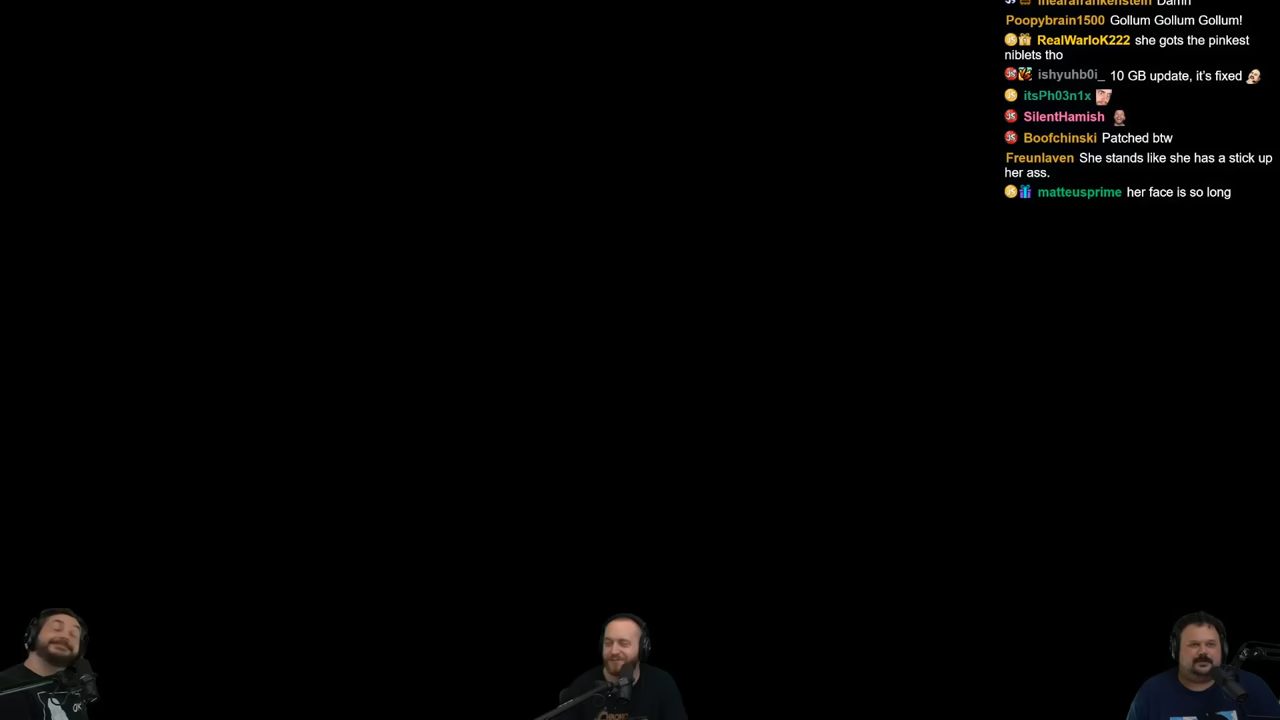 Damn
Poopybrain1500 Gollum Gollum Gollum!
RealWarloK222 she gots the pinkest
niblets tho
ishyuhb0i_ 10 GB update, it's fixed
itsPh03n1x
SilentHamish
Boofchinski Patched btw
Freunlaven She stands like she has a stick up
her ass.
matteusprime her face is so long
OK